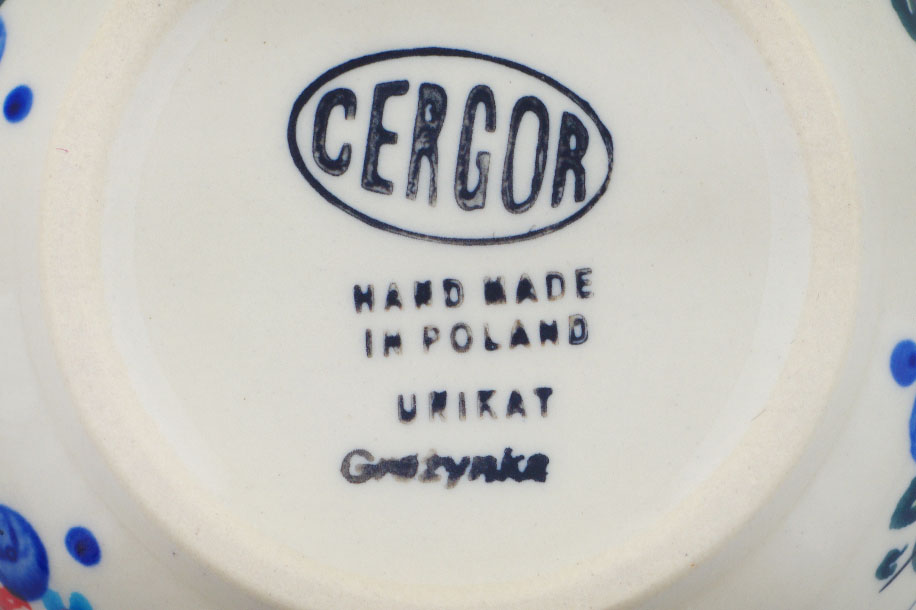 CERGOR
HAND MADE
IN POLAND
UNIKAT
Grażynka